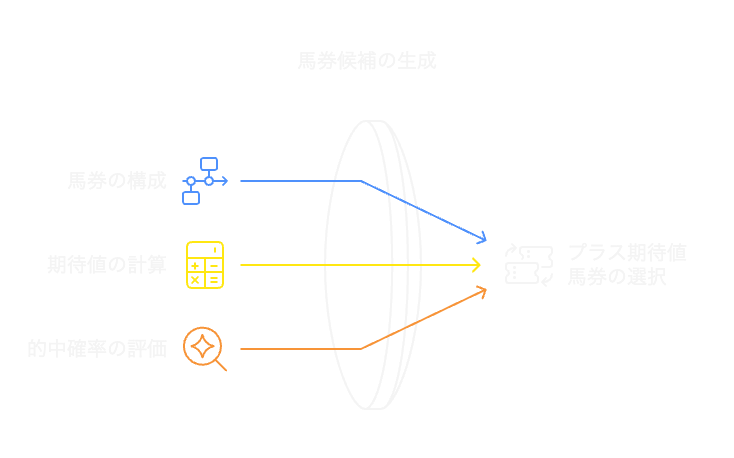 馬券候補の生成
馬券の構成
期待値の計算
的中確率の評価
プラス期待値
馬券の選択